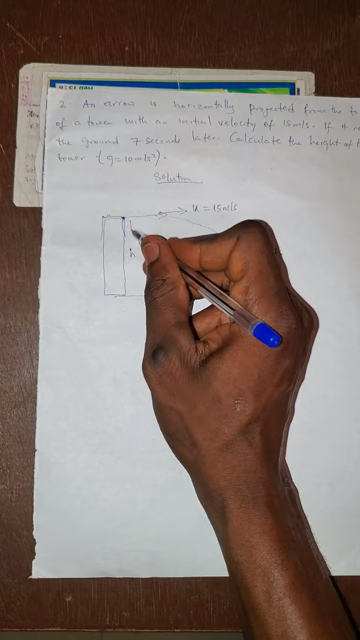 2. An arrow is horizontally projected from the
of a tower with an initial velocity of 15m/s. If it
the ground 7 seconds later. Calculate the height of
tower (g=10m/s²).
Solution
u = 15m/s
h